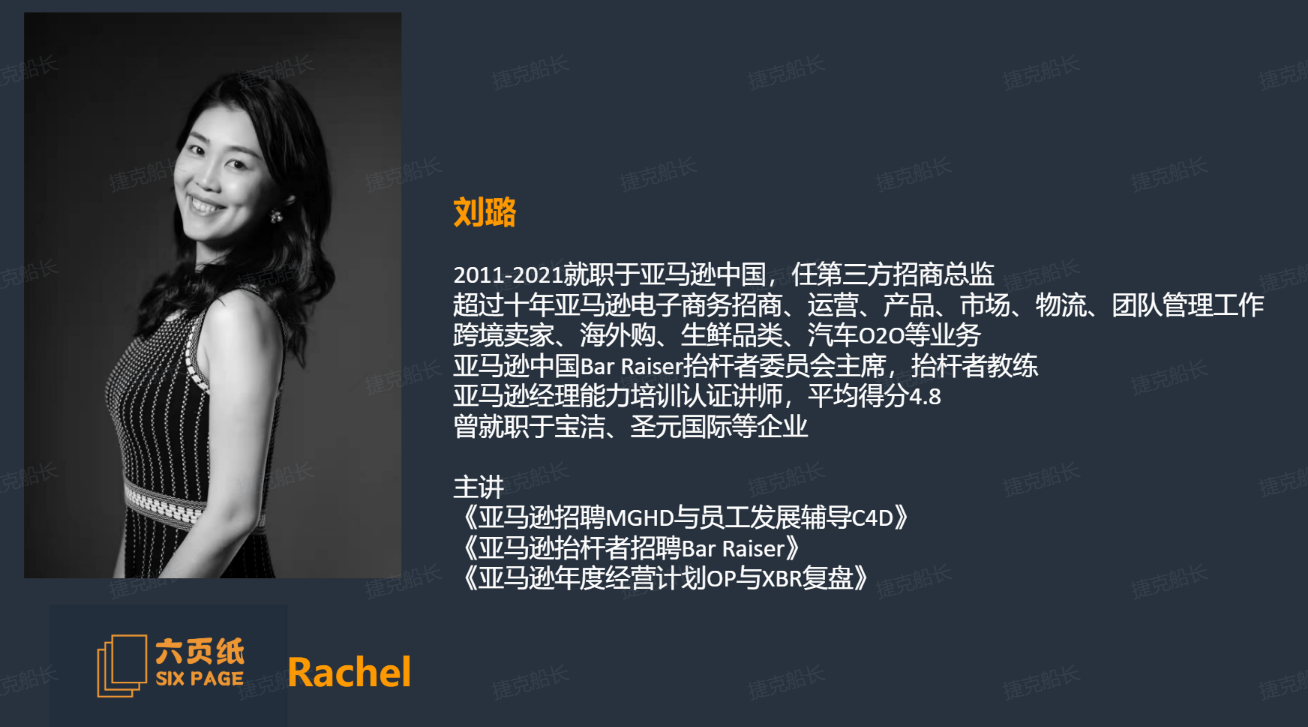 刘璐
2011-2021就职于亚马逊中国，任第三方招商总监
超过十年亚马逊电子商务招商、运营、产品、市场、物流、团队管理工作
跨境卖家、海外购、生鲜品类、汽车O2O等业务
亚马逊中国Bar Raiser抬杆者委员会主席，抬杆者教练
亚马逊经理能力培训认证讲师，平均得分4.8
曾就职于宝洁、圣元国际等企业
主讲
《亚马逊招聘MGHD与员工发展辅导C4D》
《亚马逊抬杆者招聘Bar Raiser》
《亚马逊年度经营计划OP与XBR复盘》
六页纸
SIX PAGE
Rachel
捷克船长